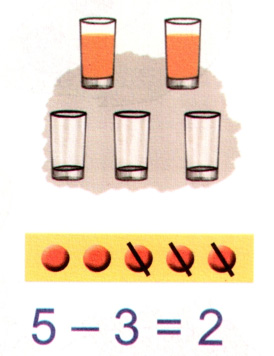 5 – 3 = 2